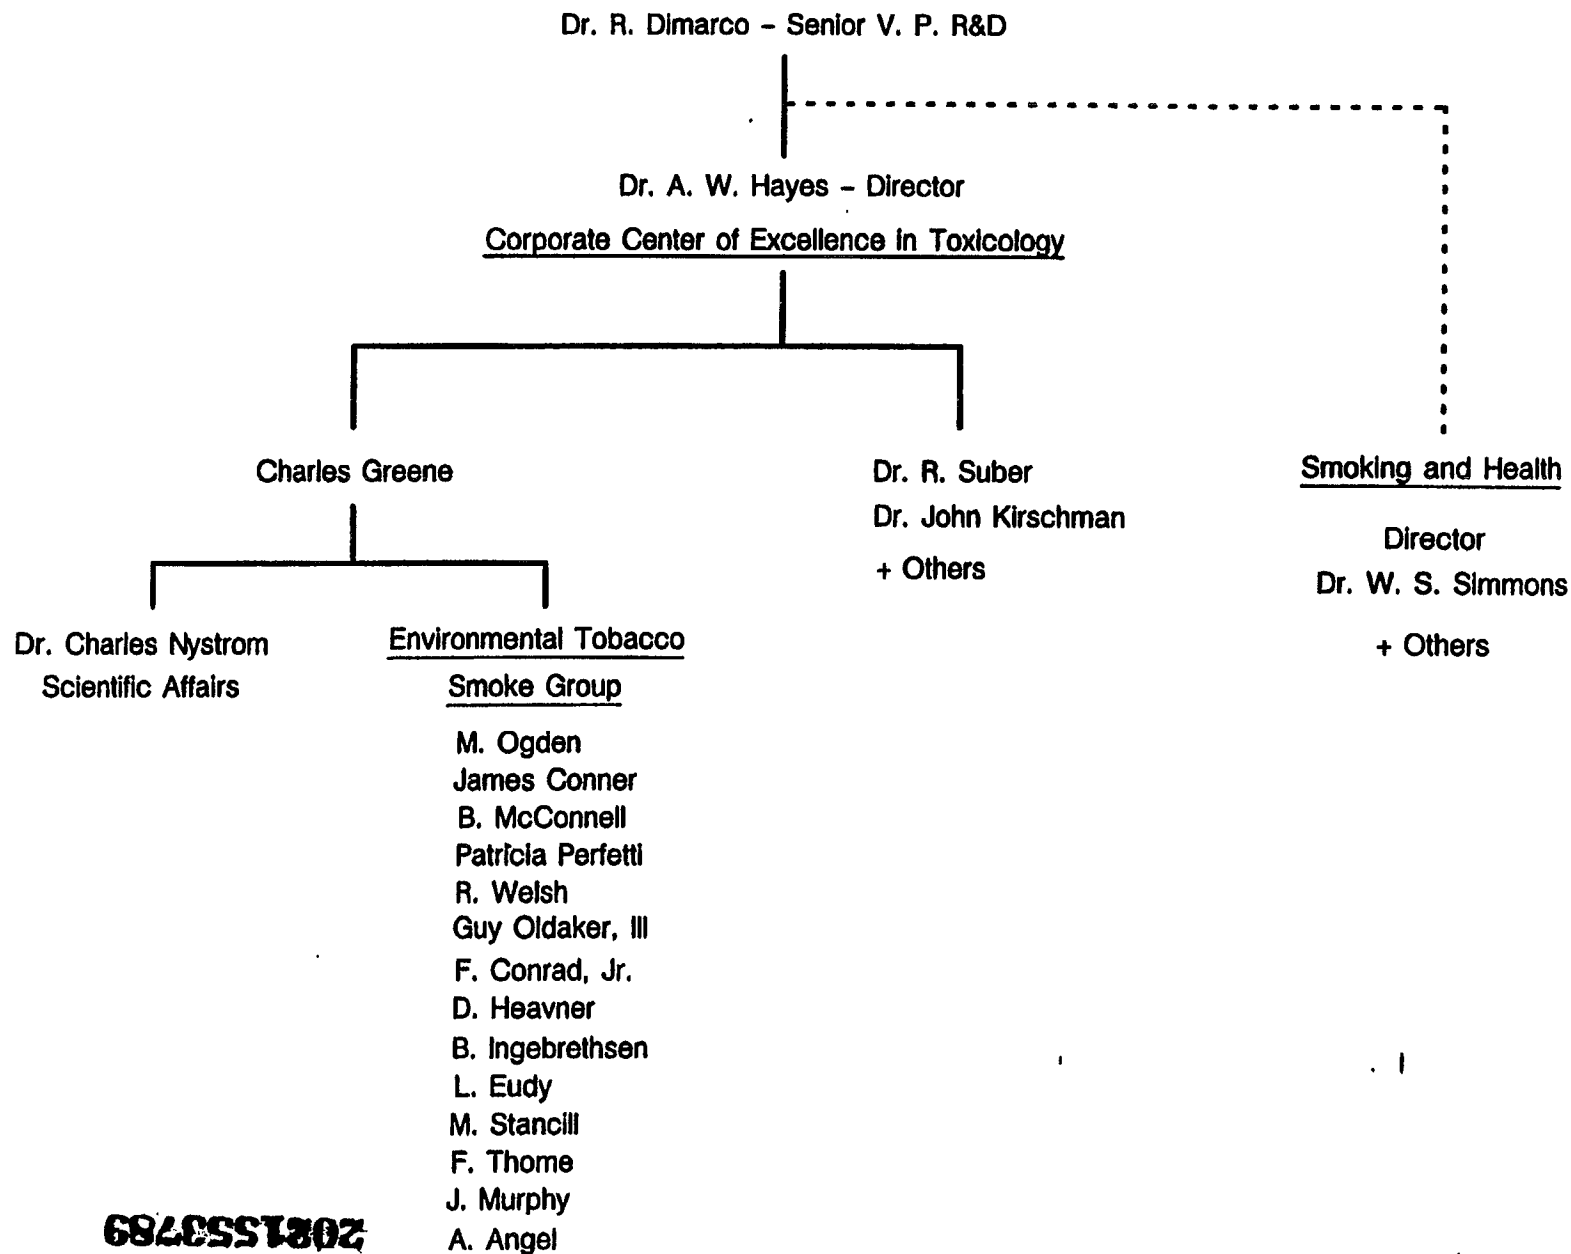 Dr. R. Dimarco - Senior V. P. R&D
Dr. A. W. Hayes - Director
Corporate Center of Excellence in Toxicology
Charles Greene
Dr. R. Suber
Dr. John Kirschman
+ Others
Smoking and Health
Director
Dr. W. S. Simmons
+ Others
Dr. Charles Nystrom
Scientific Affairs
Environmental Tobacco
Smoke Group
M. Ogden
James Conner
B. McConnell
Patricia Perfetti
R. Welsh
Guy Oldaker, III
F. Conrad, Jr.
D. Heavner
B. Ingebrethsen
L. Eudy
M. Stancill
F. Thome
J. Murphy
A. Angel
2021553789